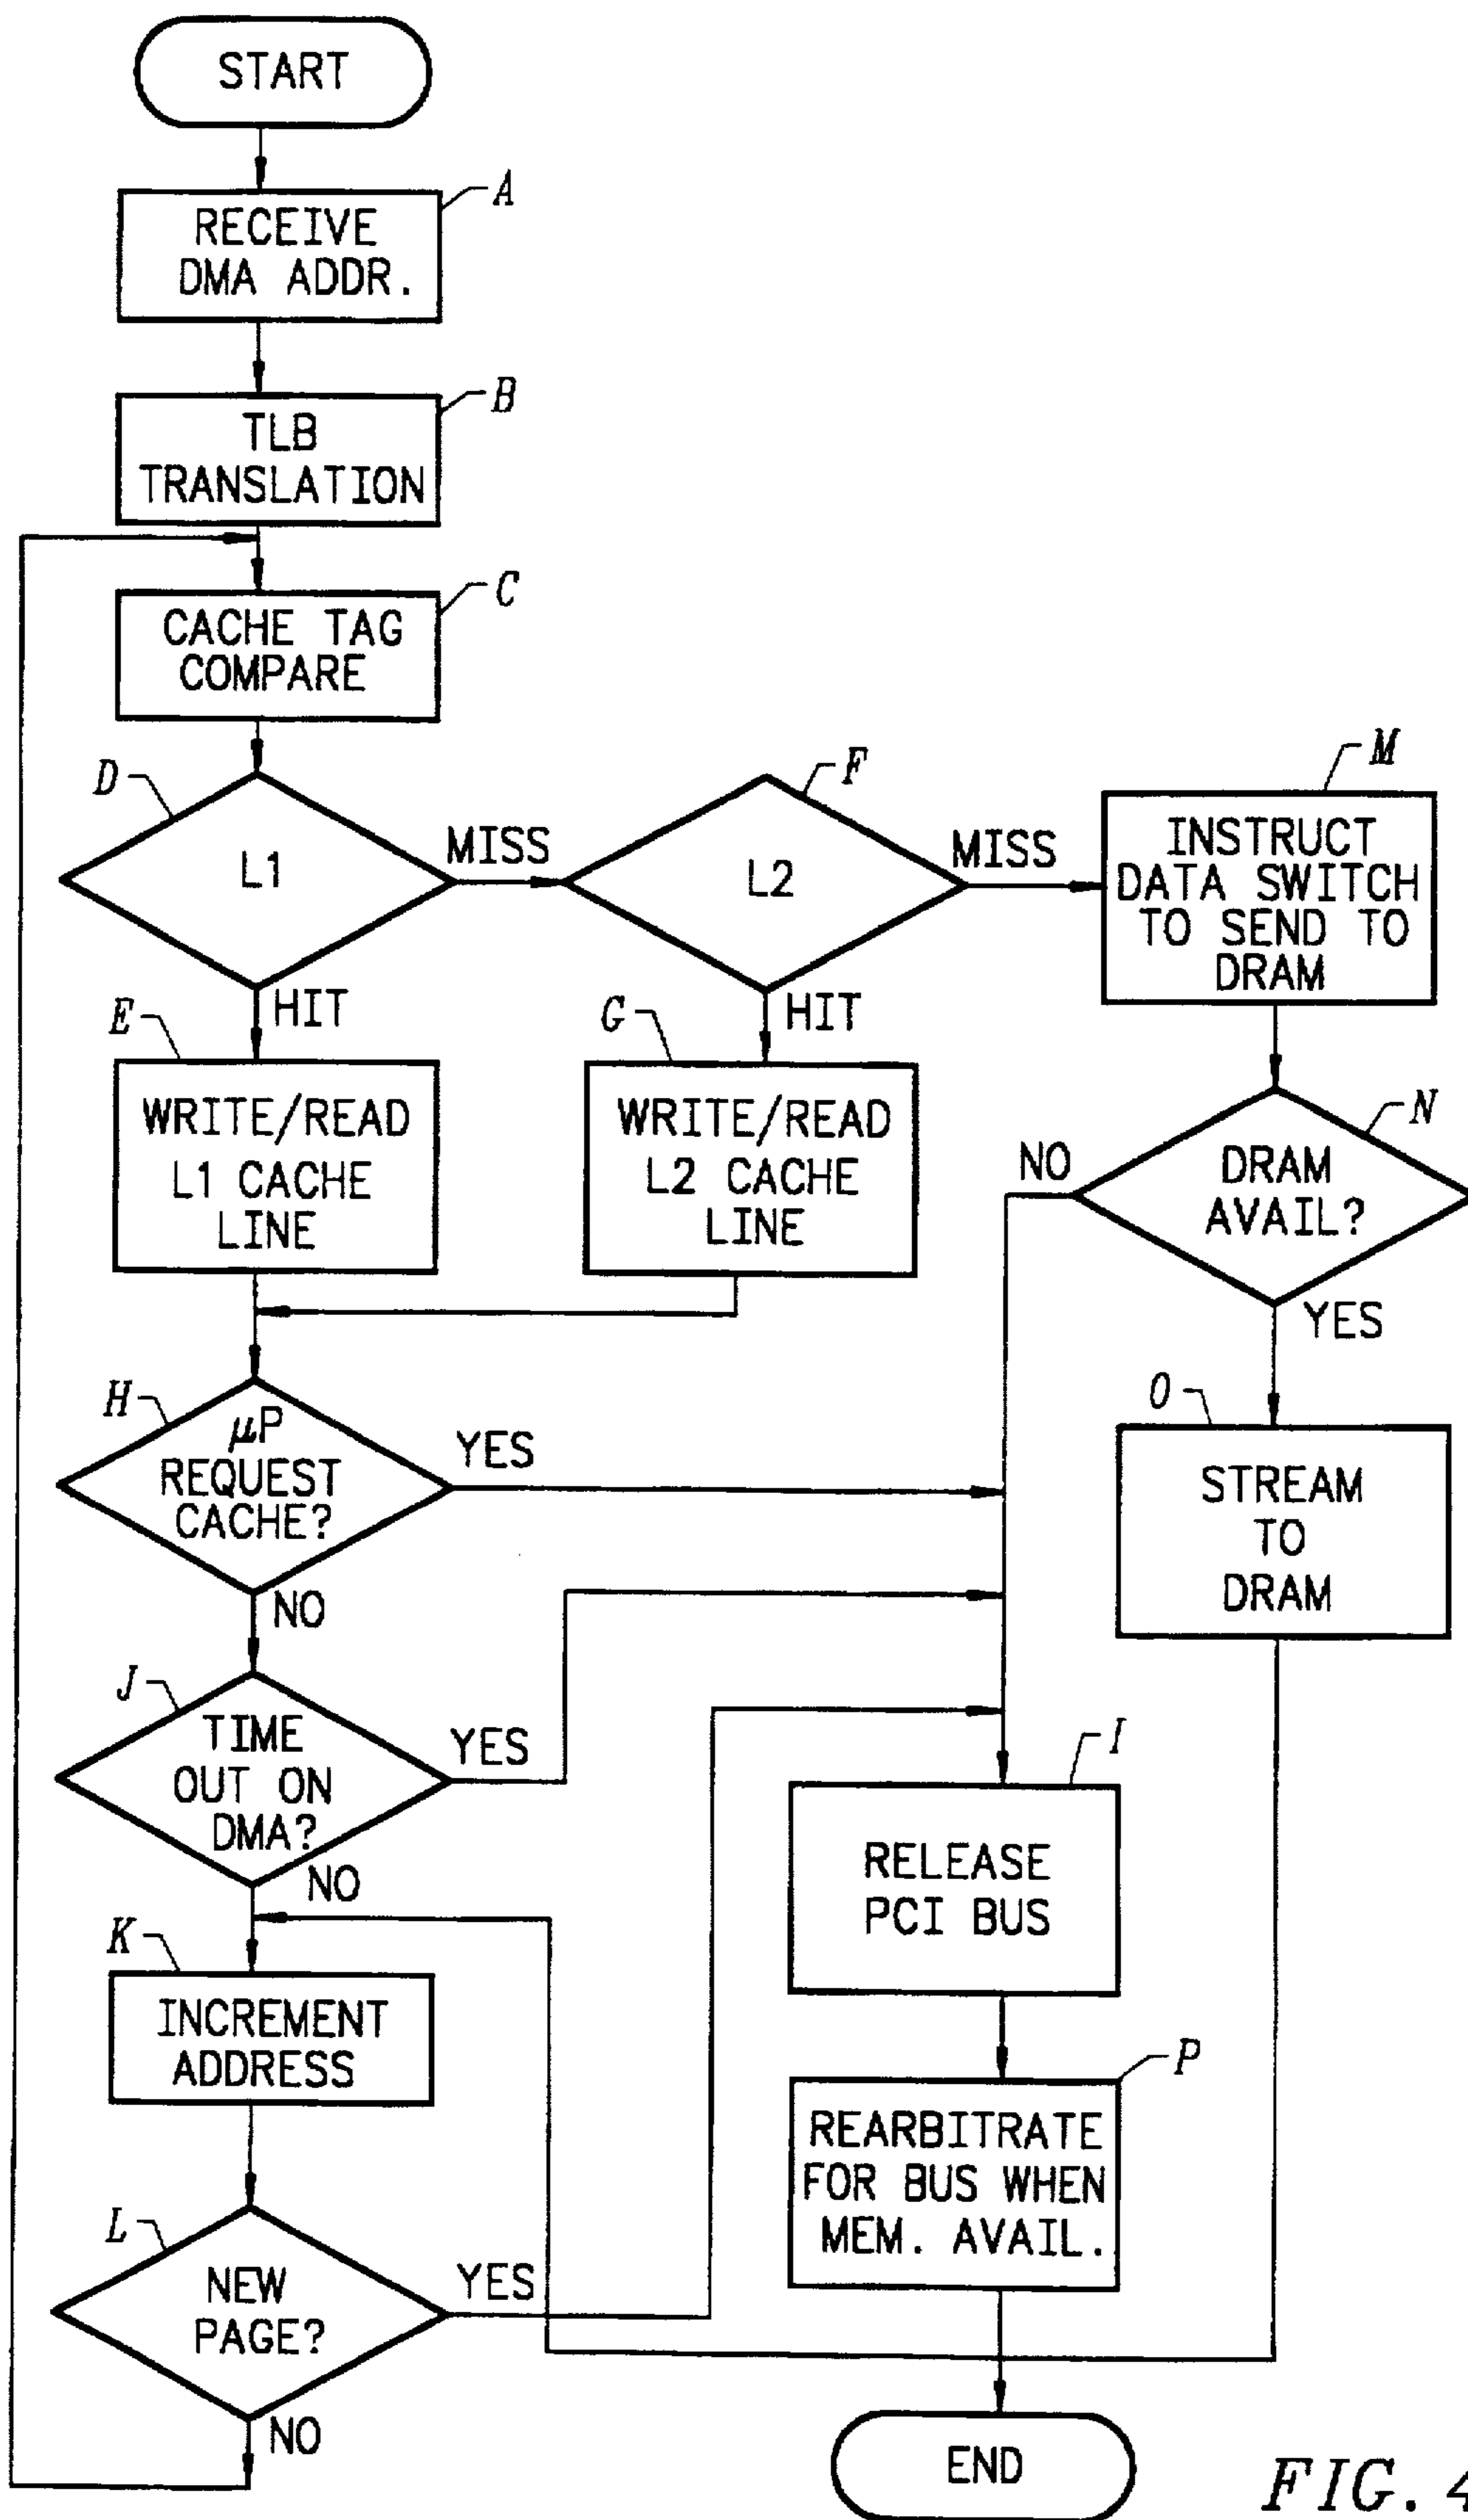 START
A
RECEIVE
DMA ADDR.
B
TLB
TRANSLATION
C
CACHE TAG
COMPARE
D
L1
MISS
HIT
F
L2
MISS
HIT
M
INSTRUCT
DATA SWITCH
TO SEND TO
DRAM
E
WRITE/READ
L1 CACHE
LINE
G
WRITE/READ
L2 CACHE
LINE
N
DRAM
AVAIL?
NO
YES
H
μP
REQUEST
CACHE?
YES
NO
O
STREAM
TO
DRAM
J
TIME
OUT ON
DMA?
YES
NO
I
RELEASE
PCI BUS
K
INCREMENT
ADDRESS
P
REARBITRATE
FOR BUS WHEN
MEM. AVAIL.
L
NEW
PAGE?
YES
NO
END
FIG. 4